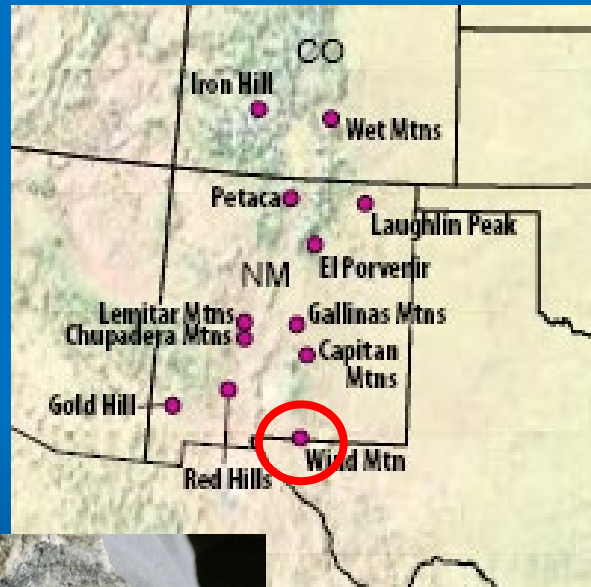 CO
Iron Hill
Wet Mtns
Petaca
Laughlin Peak
El Porvenir
NM
Lemitar Mtns
Gallinas Mtns
Chupadera Mtns
Capitan
Mtns
Gold Hill
Wind Mtn
Red Hills